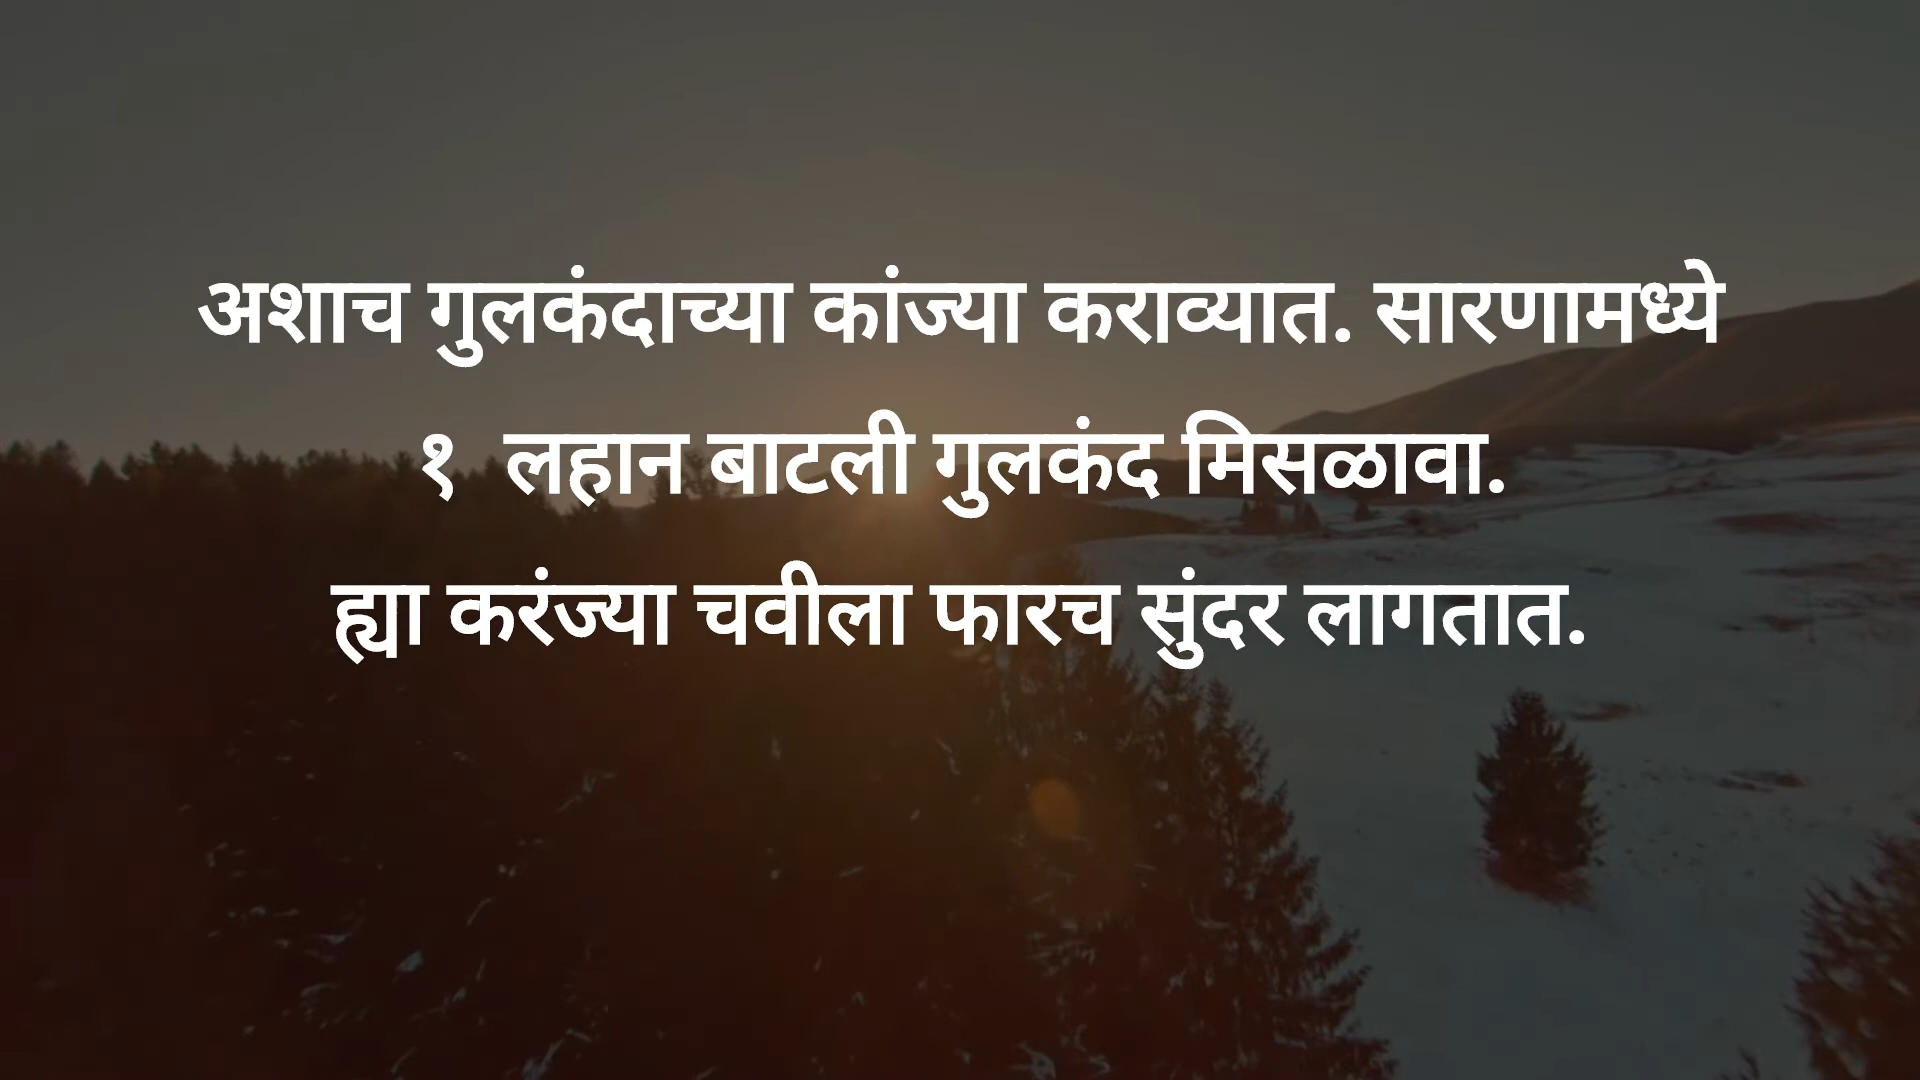 अशाच गुलकंदाच्या कांज्या कराव्यात. सारणामध्ये
१ लहान बाटली गुलकंद मिसळावा.
ह्या करंज्या चवीला फारच सुंदर लागतात.